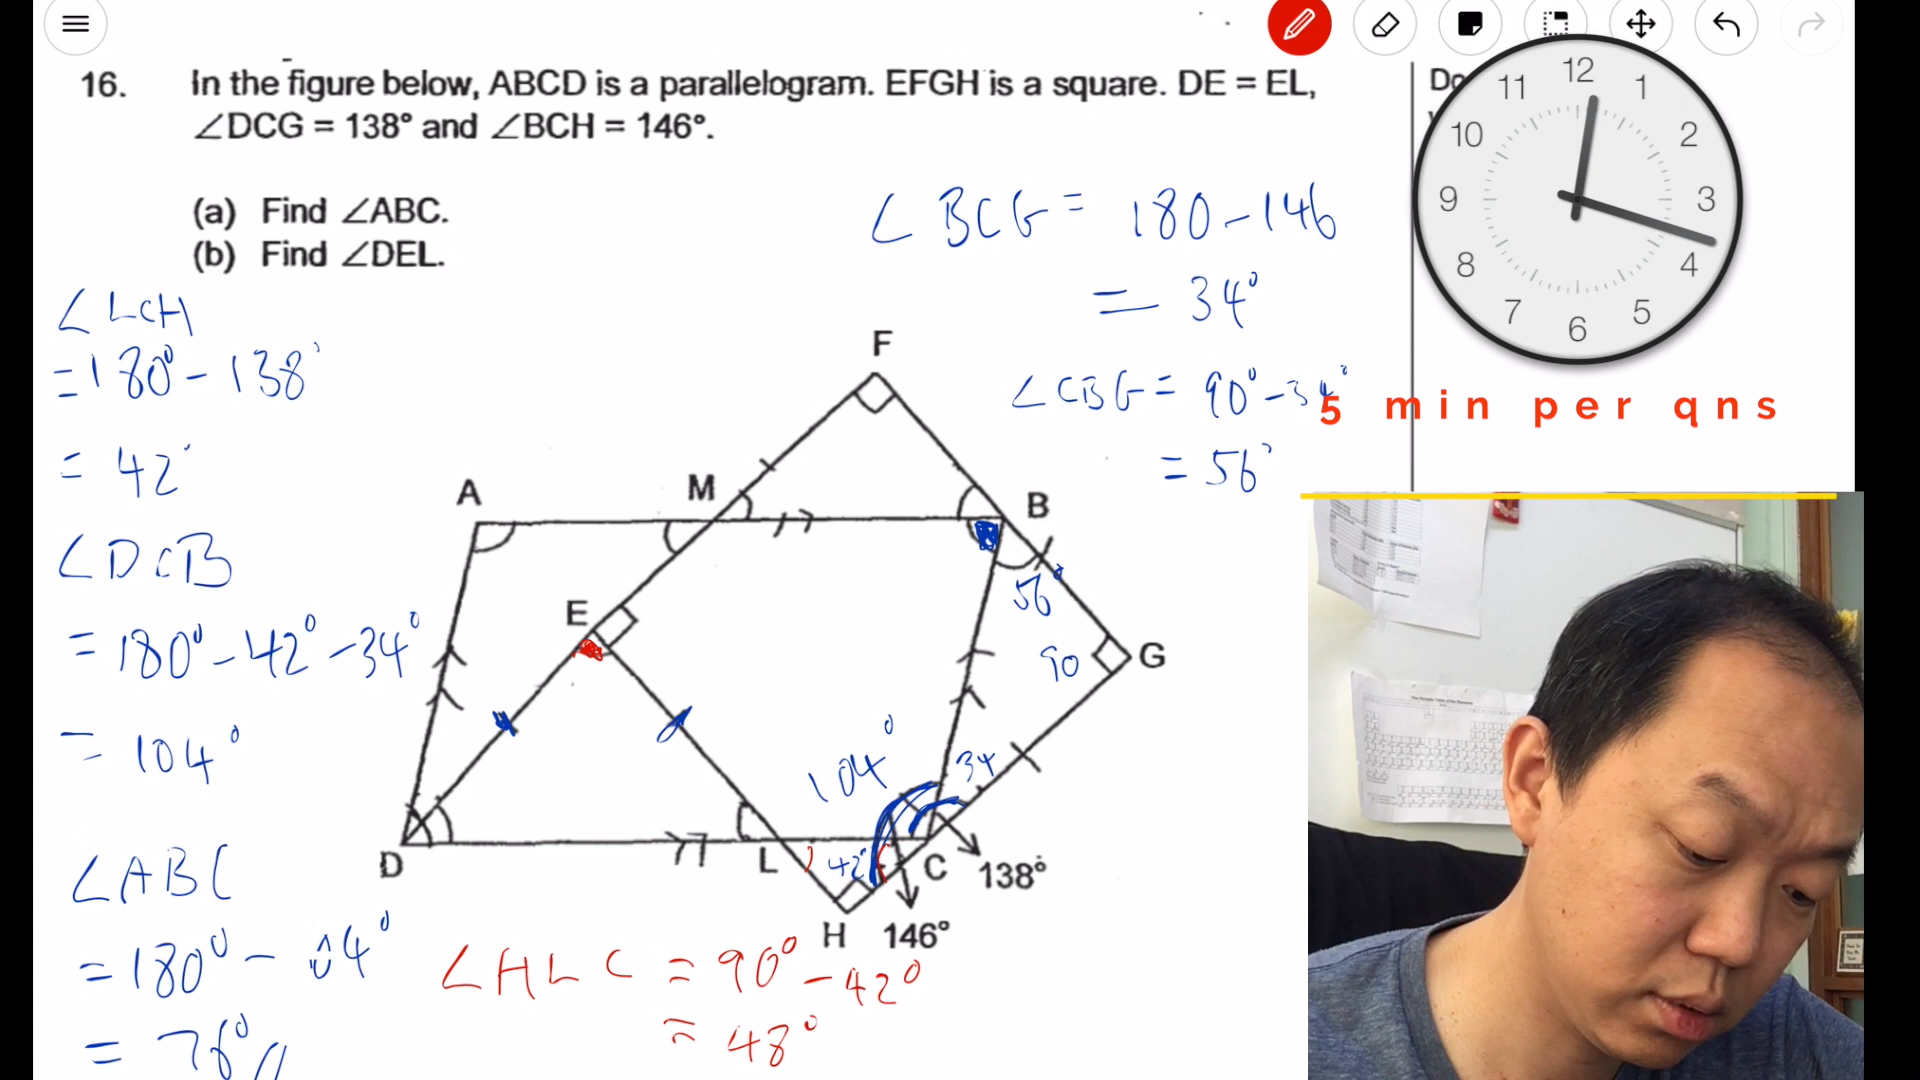 16. In the figure below, ABCD is a parallelogram. EFGH is a square. DE = EL,
∠DCG = 138° and ∠BCH = 146°.
(a) Find ∠ABC.
(b) Find ∠DEL.
Do
12
1
2
3
4
5
6
7
8
9
10
11
5 min per qns
∠BCG = 180 - 146
= 34°
∠CBG = 90° - 34°
= 56°
∠LCH
= 180° - 138°
= 42°
∠DCB
= 180° - 42° - 34°
= 104°
∠ABC
= 180° - 04°
= 76°
F
A
M
B
E
56°
90
G
104°
34
D
L
42°
C
138°
H
146°
∠HLC = 90° - 42°
= 48°